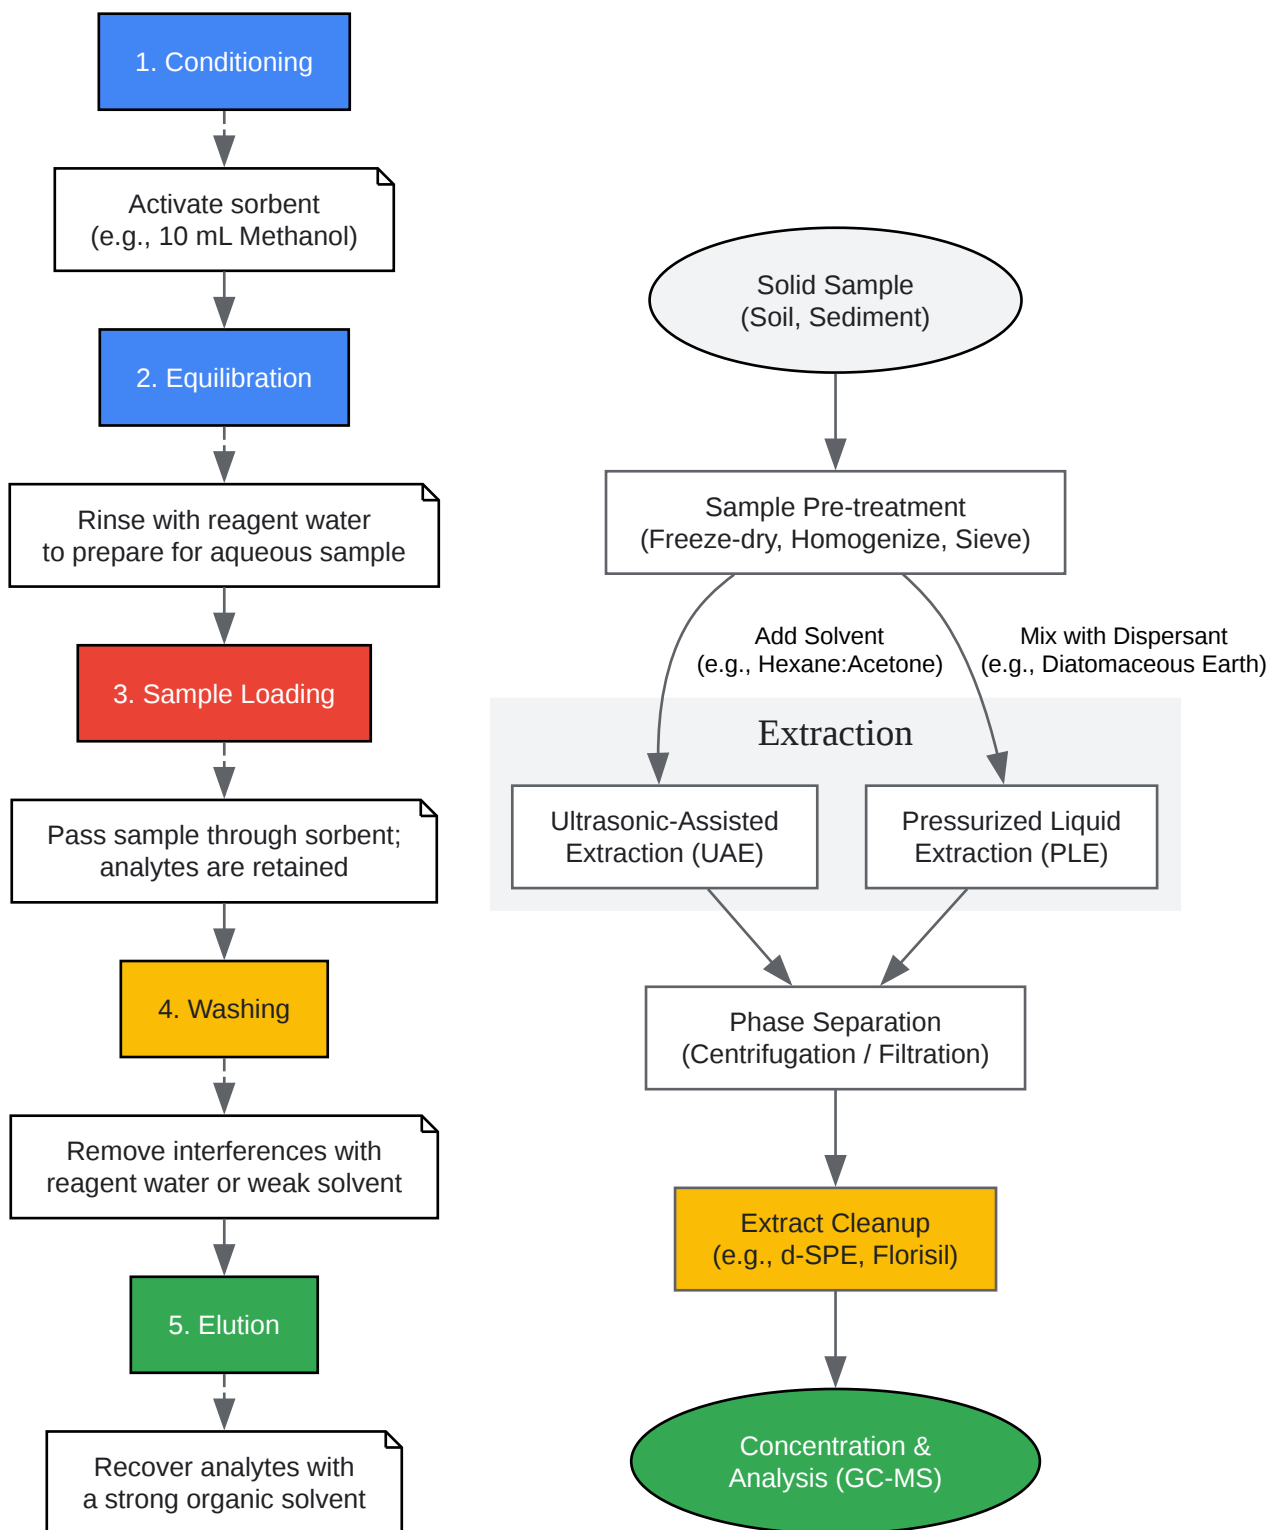 1. Conditioning
Activate sorbent
(e.g., 10 mL Methanol)
2. Equilibration
Rinse with reagent water
to prepare for aqueous sample
3. Sample Loading
Pass sample through sorbent;
analytes are retained
4. Washing
Remove interferences with
reagent water or weak solvent
5. Elution
Recover analytes with
a strong organic solvent
Solid Sample
(Soil, Sediment)
Sample Pre-treatment
(Freeze-dry, Homogenize, Sieve)
Add Solvent
(e.g., Hexane:Acetone)
Mix with Dispersant
(e.g., Diatomaceous Earth)
Extraction
Ultrasonic-Assisted
Extraction (UAE)
Pressurized Liquid
Extraction (PLE)
Phase Separation
(Centrifugation / Filtration)
Extract Cleanup
(e.g., d-SPE, Florisil)
Concentration &
Analysis (GC-MS)